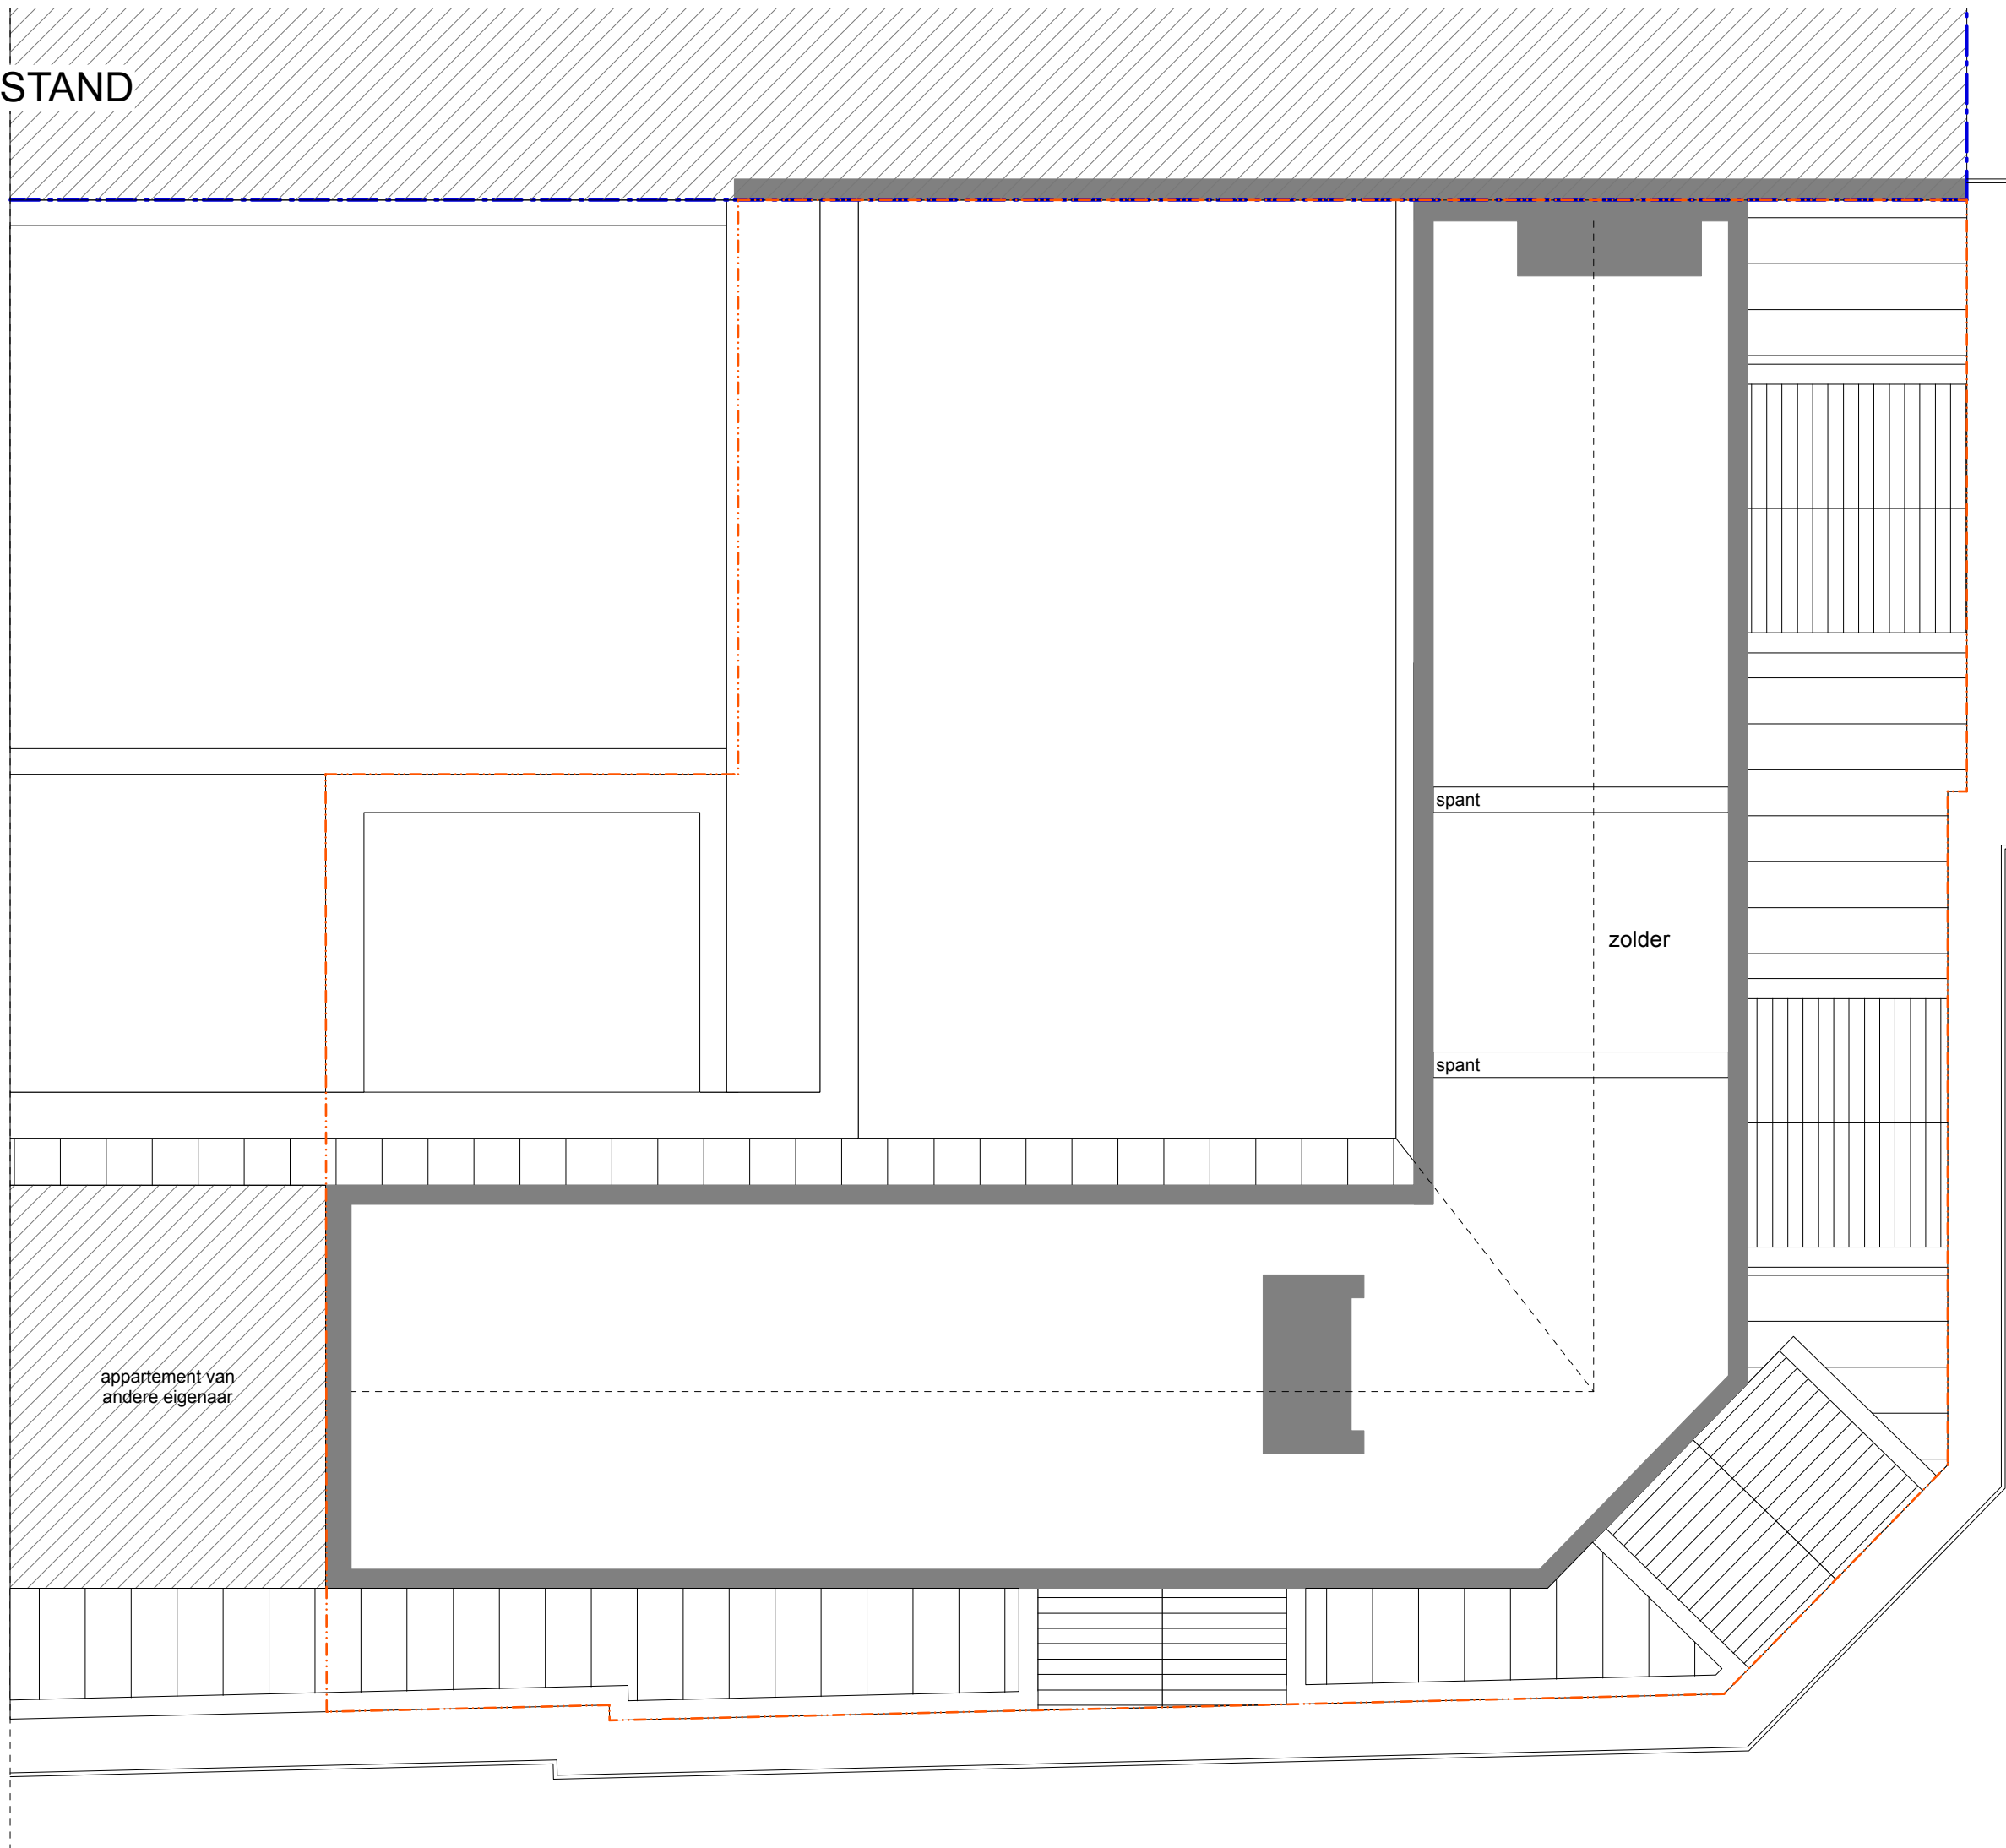 STAND
spant
zolder
spant
appartement van
andere eigenaar